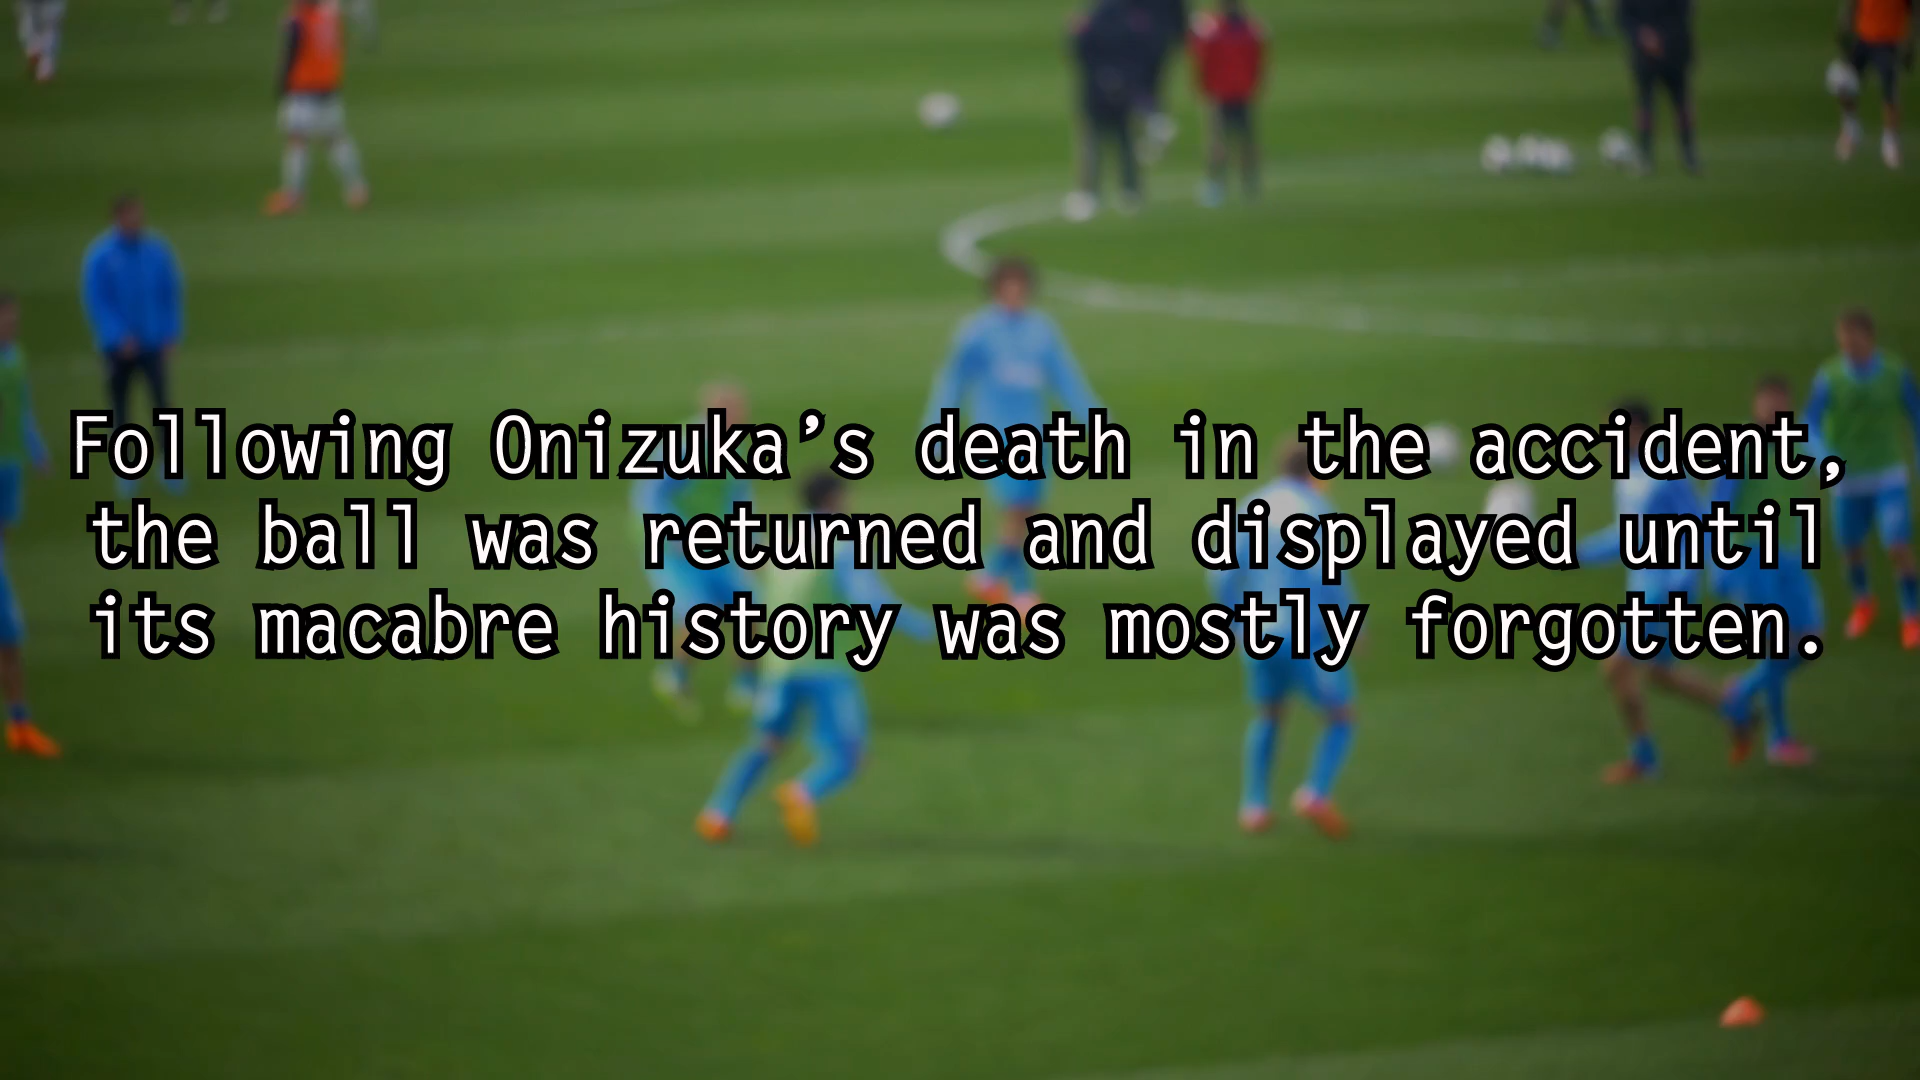 Following Onizuka’s death in the accident,
the ball was returned and displayed until
its macabre history was mostly forgotten.